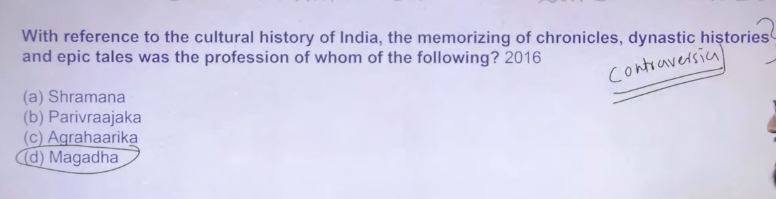 With reference to the cultural history of India, the memorizing of chronicles, dynastic histories
and epic tales was the profession of whom of the following? 2016
Contraversial
(a) Shramana
(b) Parivraajaka
(c) Agrahaarika
(d) Magadha